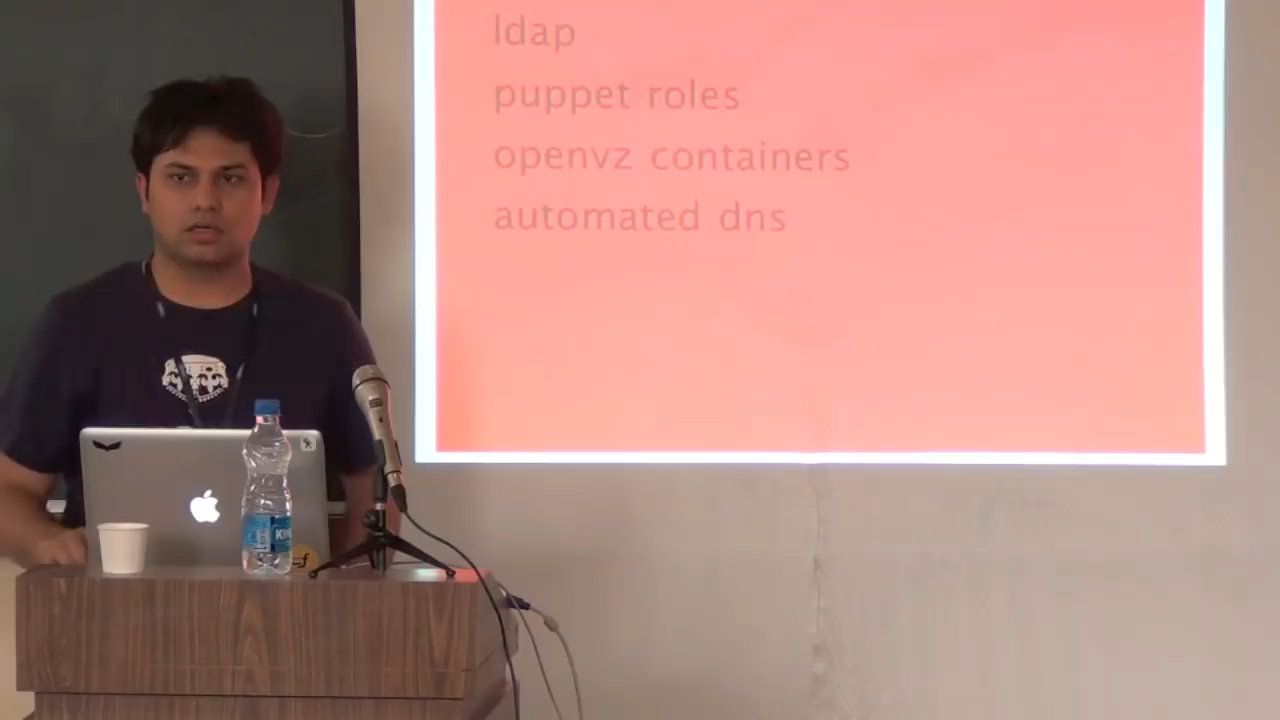 ldap
puppet roles
openvz containers
automated dns